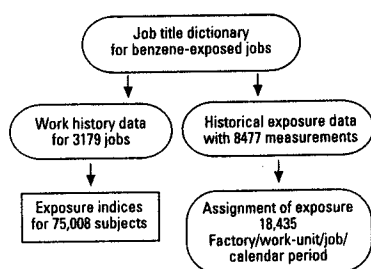 Job title dictionary
for benzene-exposed jobs
Work history data
for 3179 jobs
Historical exposure data
with 8477 measurements
Exposure indices
for 75,008 subjects
Assignment of exposure
18,435
Factory/work-unit/job/
calendar period